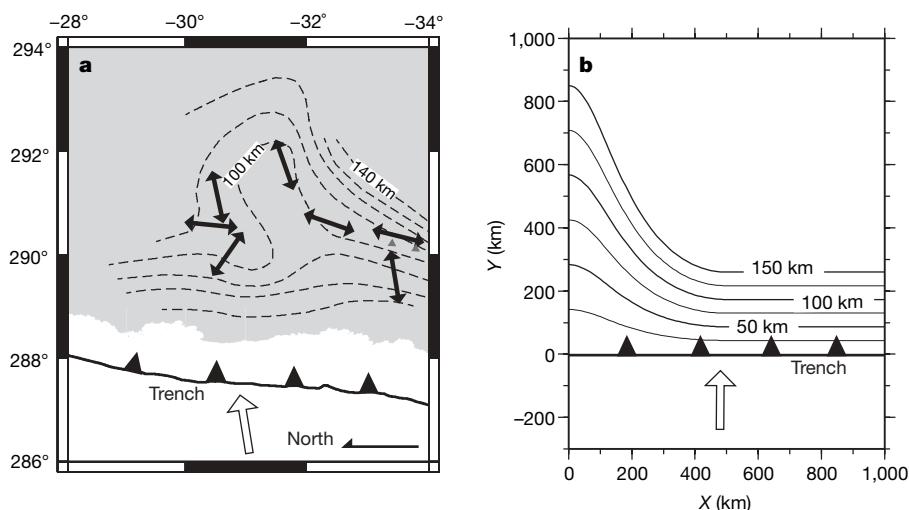 −28° −30° −32° −34°
294°
292°
290°
288°
286°
a
100 km
140 km
Trench
North
b
1,000
800
600
400
200
0
−200
Y (km)
150 km
100 km
50 km
Trench
0 200 400 600 800 1,000
X (km)